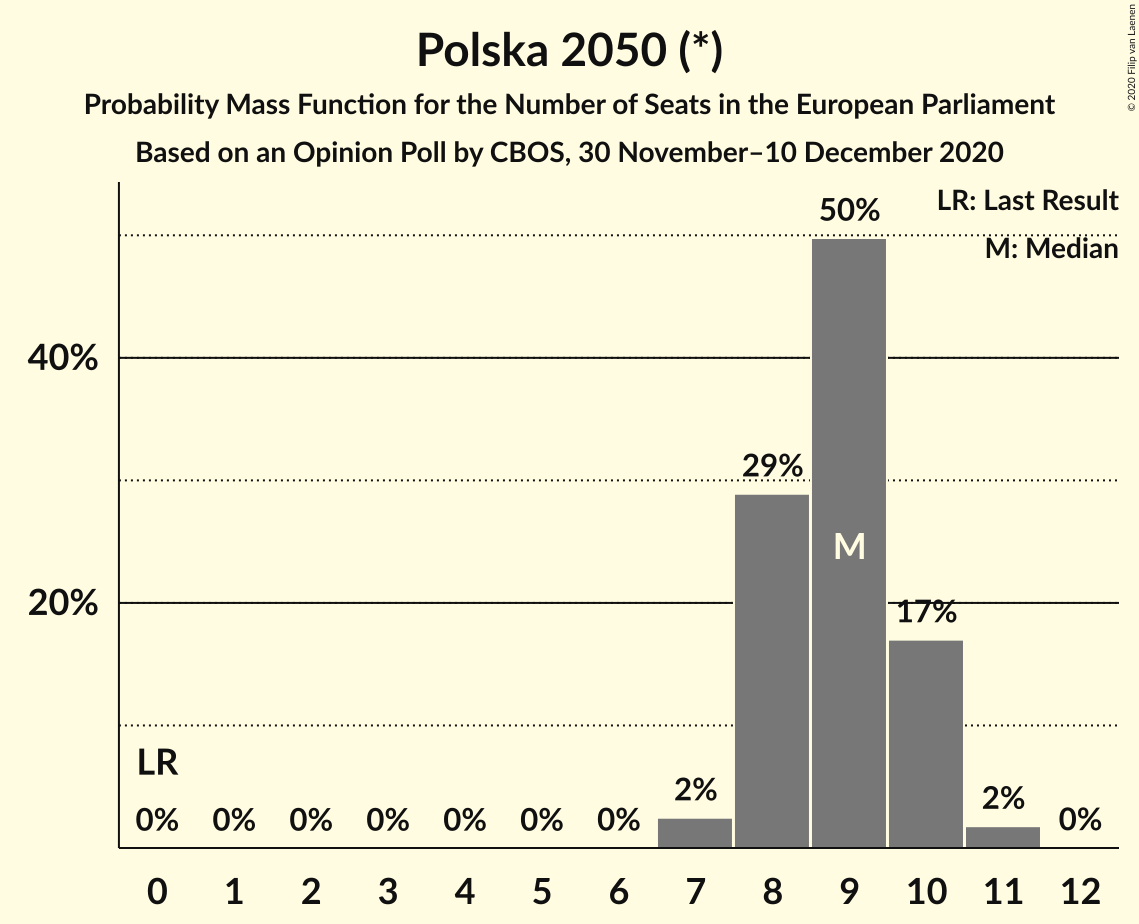 Polska 2050 (*)
Probability Mass Function for the Number of Seats in the European Parliament
Based on an Opinion Poll by CBOS, 30 November–10 December 2020
© 2020 Filip van Laenen
LR: Last Result
M: Median
50%
40%
29%
M
20%
17%
LR
2%
2%
0% 0% 0% 0% 0% 0% 0% 0%
0 1 2 3 4 5 6 7 8 9 10 11 12